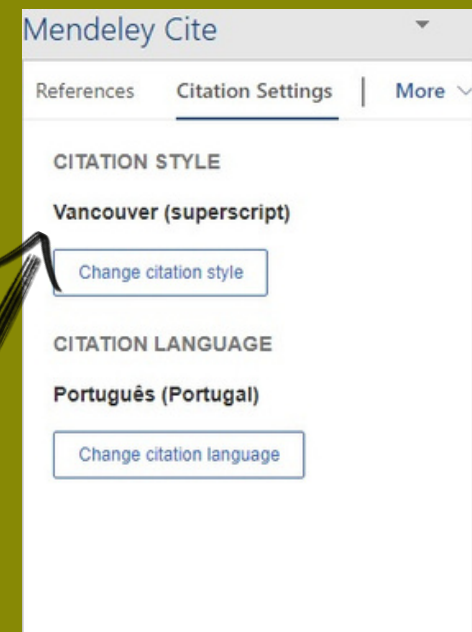 Mendeley Cite
References Citation Settings | More
CITATION STYLE
Vancouver (superscript)
Change citation style
CITATION LANGUAGE
Português (Portugal)
Change citation language